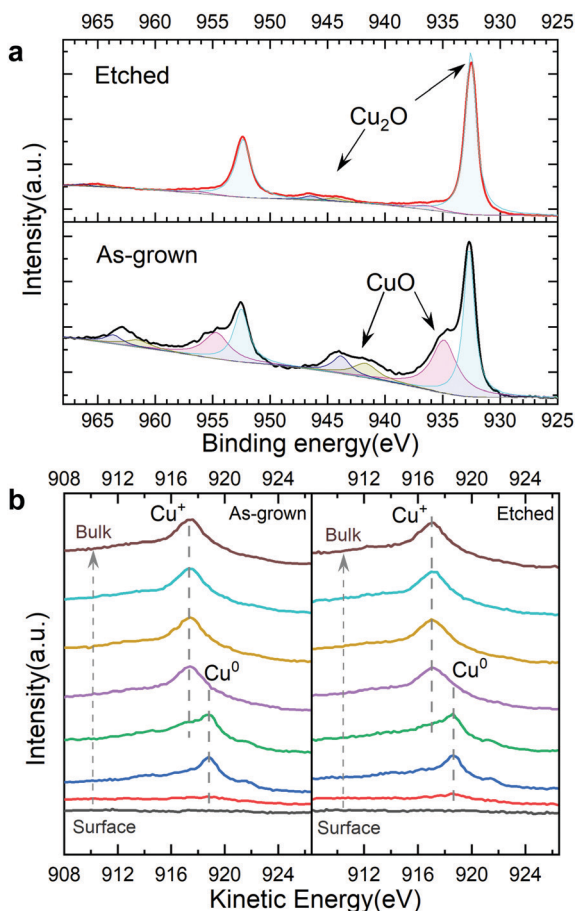 965 960 955 950 945 940 935 930 925
a
Etched
Cu₂O
As-grown
CuO
Intensity(a.u.)
965 960 955 950 945 940 935 930 925
Binding energy(eV)
b
908 912 916 920 924 912 916 920 924
Cu⁺ As-grown Cu⁺ Etched
Bulk Bulk
Cu⁰ Cu⁰
Intensity(a.u.)
Surface Surface
908 912 916 920 924 912 916 920 924
Kinetic Energy(eV)